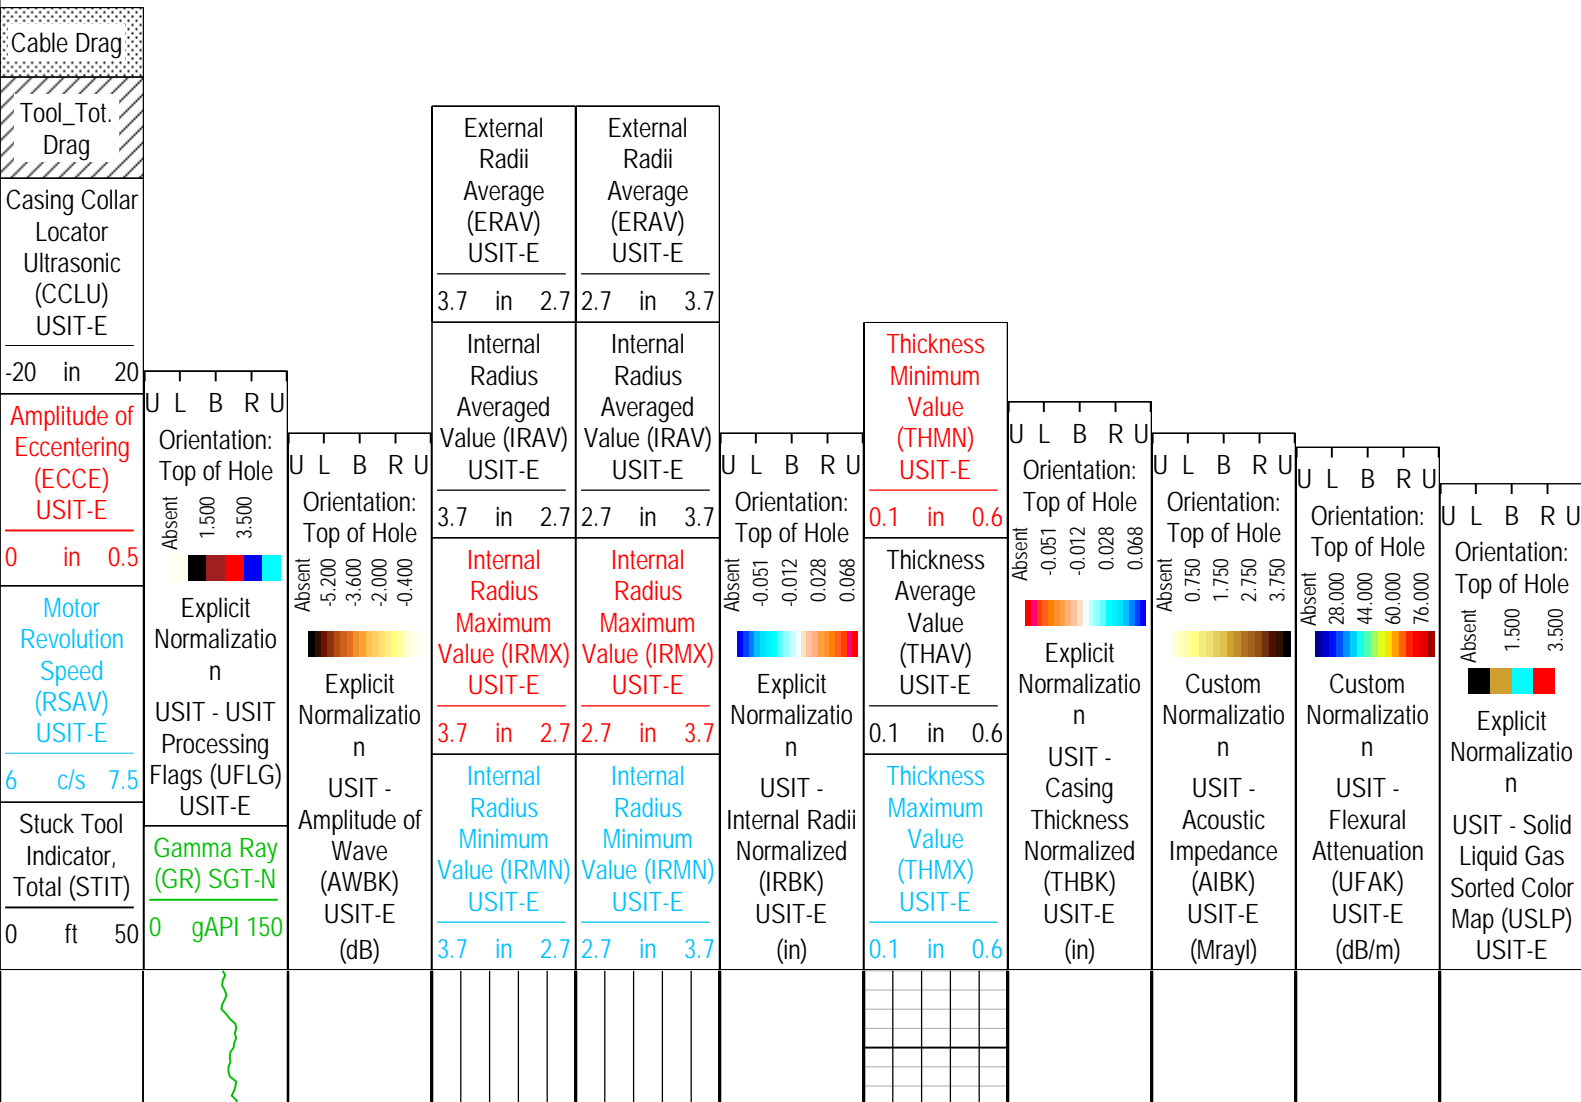 Cable Drag
Tool_Tot.
Drag
Casing Collar
Locator
Ultrasonic
(CCLU)
USIT-E
-20 in 20
Amplitude of
Eccentering
(ECCE)
USIT-E
0 in 0.5
Motor
Revolution
Speed
(RSAV)
USIT-E
6 c/s 7.5
Stuck Tool
Indicator,
Total (STIT)
0 ft 50
U L B R U
Orientation:
Top of Hole
Absent
1.500
3.500
Explicit
Normalizatio
n
USIT - USIT
Processing
Flags (UFLG)
USIT-E
Gamma Ray
(GR) SGT-N
0 gAPI 150
U L B R U
Orientation:
Top of Hole
Absent
-5.200
-3.600
-2.000
-0.400
Explicit
Normalizatio
n
USIT -
Amplitude of
Wave
(AWBK)
USIT-E
(dB)
External
Radii
Average
(ERAV)
USIT-E
3.7 in 2.7
Internal
Radius
Averaged
Value (IRAV)
USIT-E
3.7 in 2.7
Internal
Radius
Maximum
Value (IRMX)
USIT-E
3.7 in 2.7
Internal
Radius
Minimum
Value (IRMN)
USIT-E
3.7 in 2.7
External
Radii
Average
(ERAV)
USIT-E
2.7 in 3.7
Internal
Radius
Averaged
Value (IRAV)
USIT-E
2.7 in 3.7
Internal
Radius
Maximum
Value (IRMX)
USIT-E
2.7 in 3.7
Internal
Radius
Minimum
Value (IRMN)
USIT-E
2.7 in 3.7
U L B R U
Orientation:
Top of Hole
Absent
-0.051
-0.012
0.028
0.068
Explicit
Normalizatio
n
USIT -
Internal Radii
Normalized
(IRBK)
USIT-E
(in)
Thickness
Minimum
Value
(THMN)
USIT-E
0.1 in 0.6
Thickness
Average
Value
(THAV)
USIT-E
0.1 in 0.6
Thickness
Maximum
Value
(THMX)
USIT-E
0.1 in 0.6
U L B R U
Orientation:
Top of Hole
Absent
-0.051
-0.012
0.028
0.068
Explicit
Normalizatio
n
USIT -
Casing
Thickness
Normalized
(THBK)
USIT-E
(in)
U L B R U
Orientation:
Top of Hole
Absent
0.750
1.750
2.750
3.750
Custom
Normalizatio
n
USIT -
Acoustic
Impedance
(AIBK)
USIT-E
(Mrayl)
U L B R U
Orientation:
Top of Hole
Absent
28.000
44.000
60.000
76.000
Custom
Normalizatio
n
USIT -
Flexural
Attenuation
(UFAK)
USIT-E
(dB/m)
U L B R U
Orientation:
Top of Hole
Absent
1.500
3.500
Explicit
Normalizatio
n
USIT - Solid
Liquid Gas
Sorted Color
Map (USLP)
USIT-E